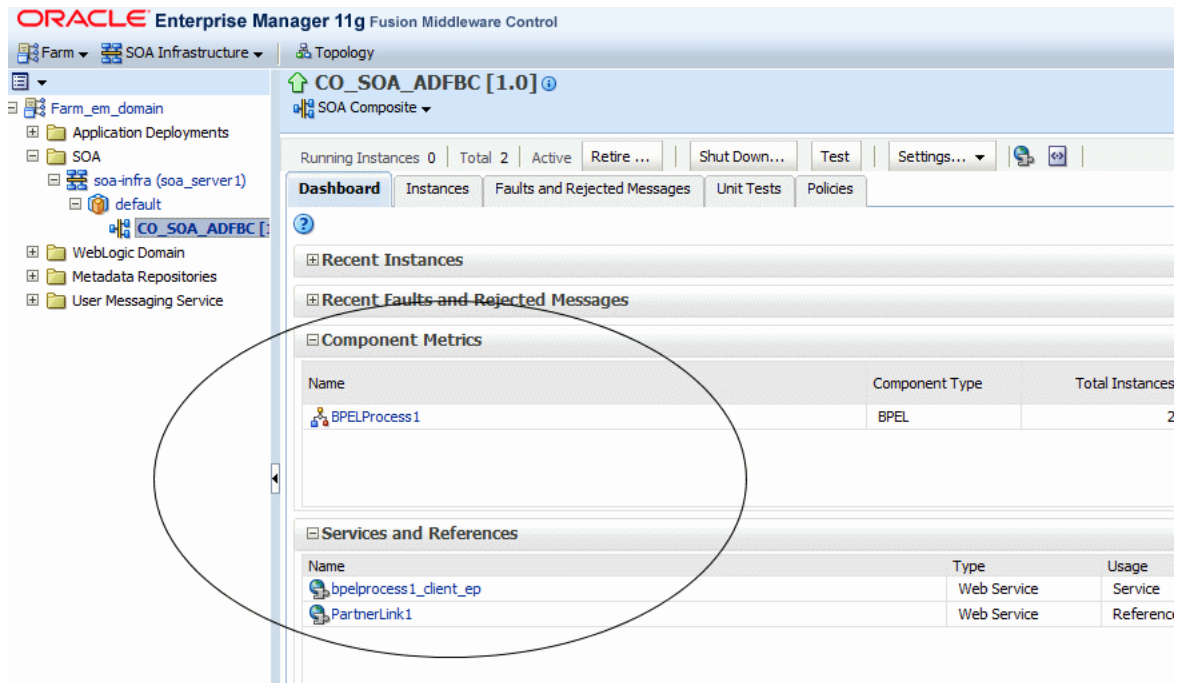 ORACLE Enterprise Manager 11g Fusion Middleware Control
Farm SOA Infrastructure Topology
CO_SOA_ADFBC [1.0]
SOA Composite
Farm_em_domain
Application Deployments
SOA
soa-infra (soa_server1)
default
CO_SOA_ADFBC [1
WebLogic Domain
Metadata Repositories
User Messaging Service
Running Instances 0 Total 2 Active Retire ... Shut Down... Test Settings...
Dashboard Instances Faults and Rejected Messages Unit Tests Policies
Recent Instances
Recent Faults and Rejected Messages
Component Metrics
Name Component Type Total Instances
BPELProcess1 BPEL 2
Services and References
Name Type Usage
bpelprocess1_client_ep Web Service Service
PartnerLink1 Web Service Reference